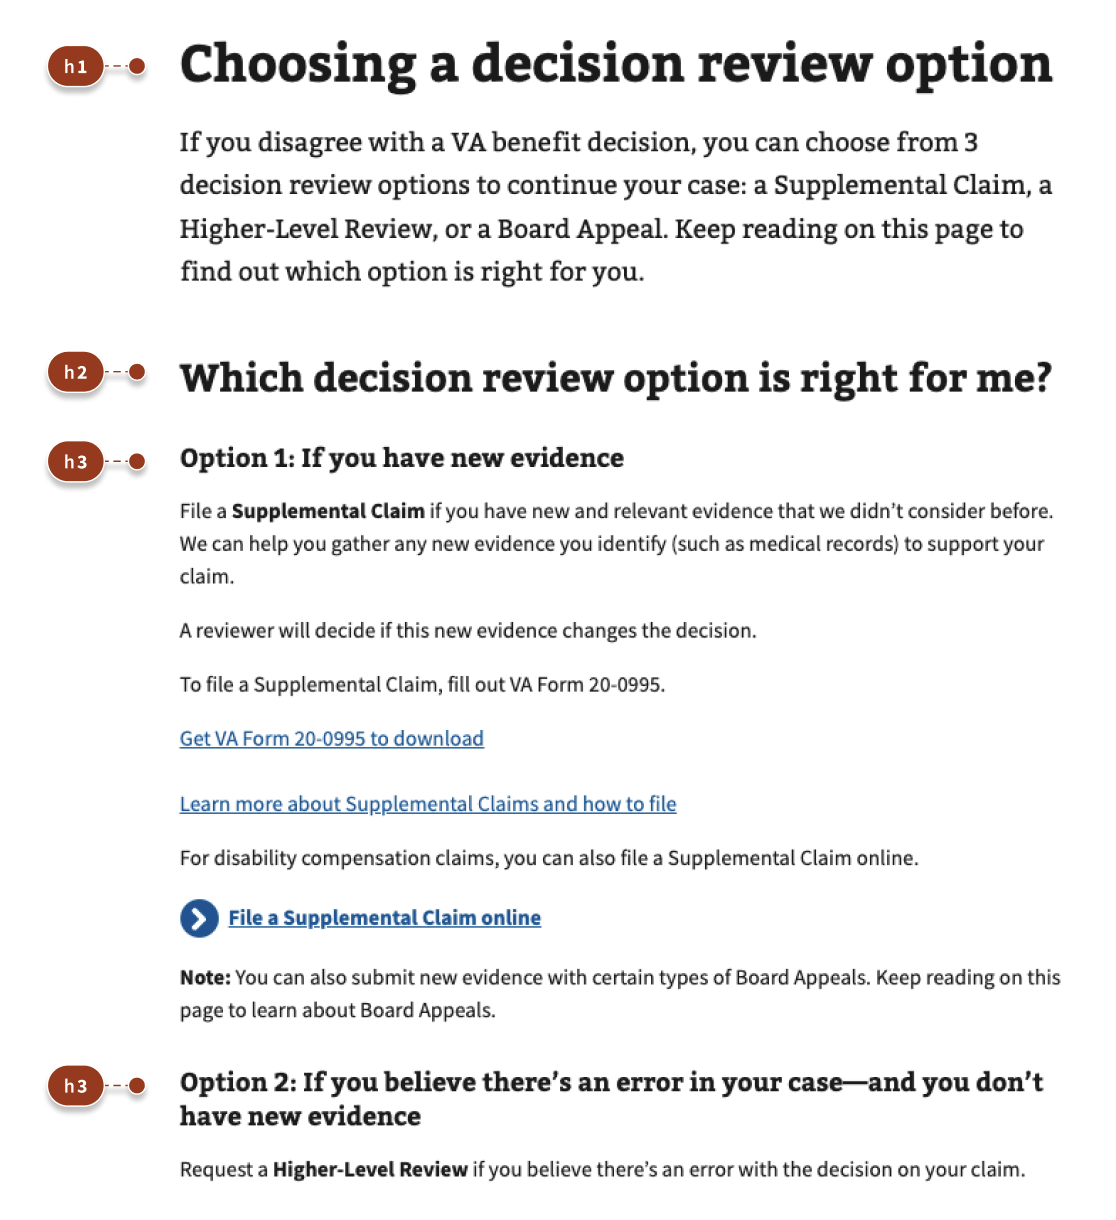 h1
Choosing a decision review option
If you disagree with a VA benefit decision, you can choose from 3
decision review options to continue your case: a Supplemental Claim, a
Higher-Level Review, or a Board Appeal. Keep reading on this page to
find out which option is right for you.
h2
Which decision review option is right for me?
h3
Option 1: If you have new evidence
File a Supplemental Claim if you have new and relevant evidence that we didn’t consider before.
We can help you gather any new evidence you identify (such as medical records) to support your
claim.
A reviewer will decide if this new evidence changes the decision.
To file a Supplemental Claim, fill out VA Form 20-0995.
Get VA Form 20-0995 to download
Learn more about Supplemental Claims and how to file
For disability compensation claims, you can also file a Supplemental Claim online.
File a Supplemental Claim online
Note: You can also submit new evidence with certain types of Board Appeals. Keep reading on this
page to learn about Board Appeals.
h3
Option 2: If you believe there’s an error in your case—and you don’t
have new evidence
Request a Higher-Level Review if you believe there’s an error with the decision on your claim.